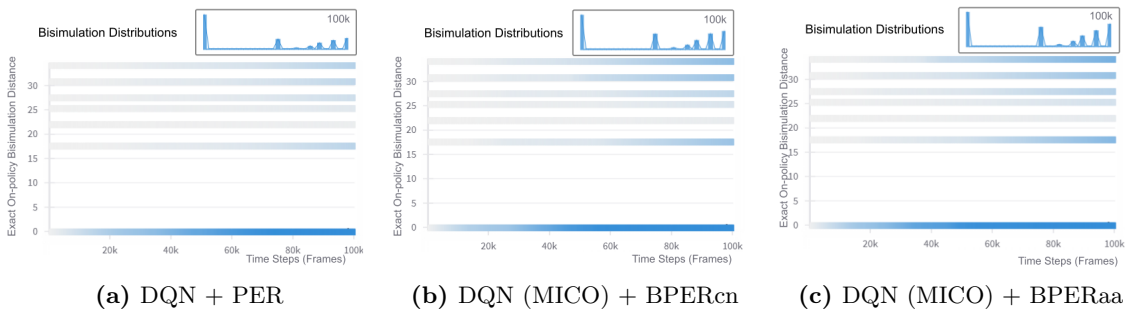 Bisimulation Distributions
100k
Exact On-policy Bisimulation Distance
30
25
20
15
10
5
0
20k 40k 60k 80k 100k
Time Steps (Frames)
(a) DQN + PER
Bisimulation Distributions
100k
Exact On-policy Bisimulation Distance
30
25
20
15
10
5
0
20k 40k 60k 80k 100k
Time Steps (Frames)
(b) DQN (MICO) + BPERcn
Bisimulation Distributions
100k
Exact On-policy Bisimulation Distance
30
25
20
15
10
5
0
20k 40k 60k 80k 100k
Time Steps (Frames)
(c) DQN (MICO) + BPERaa